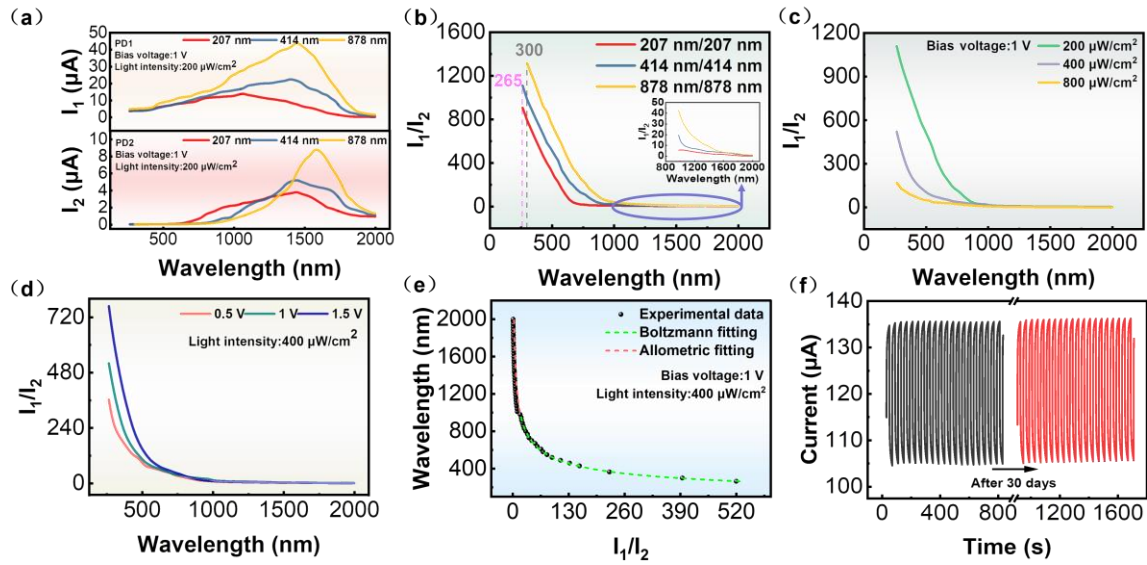 (a)
PD1
Bias voltage:1 V
Light intensity:200 μW/cm2
207 nm 414 nm 878 nm
50
40
30
20
10
0
I1 (μA)
PD2
Bias voltage:1 V
Light intensity:200 μW/cm2
207 nm 414 nm 878 nm
10
8
6
4
2
0
I2 (μA)
0 500 1000 1500 2000
Wavelength (nm)
(b)
300
265
207 nm/207 nm
414 nm/414 nm
878 nm/878 nm
1600
1200
800
400
0
I1/I2
50
40
30
20
10
0
I1/I2
800 1200 1600 2000
Wavelength (nm)
0 500 1000 1500 2000
Wavelength (nm)
(c)
Bias voltage:1 V
200 μW/cm2
400 μW/cm2
800 μW/cm2
1200
900
600
300
0
I1/I2
0 500 1000 1500 2000
Wavelength (nm)
(d)
0.5 V 1 V 1.5 V
Light intensity:400 μW/cm2
720
480
240
0
I1/I2
0 500 1000 1500 2000
Wavelength (nm)
(e)
Experimental data
Boltzmann fitting
Allometric fitting
Bias voltage:1 V
Light intensity:400 μW/cm2
2000
1600
1200
800
400
Wavelength (nm)
0 130 260 390 520
I1/I2
(f)
140
130
120
110
100
Current (μA)
After 30 days
0 400 800 1200 1600
Time (s)